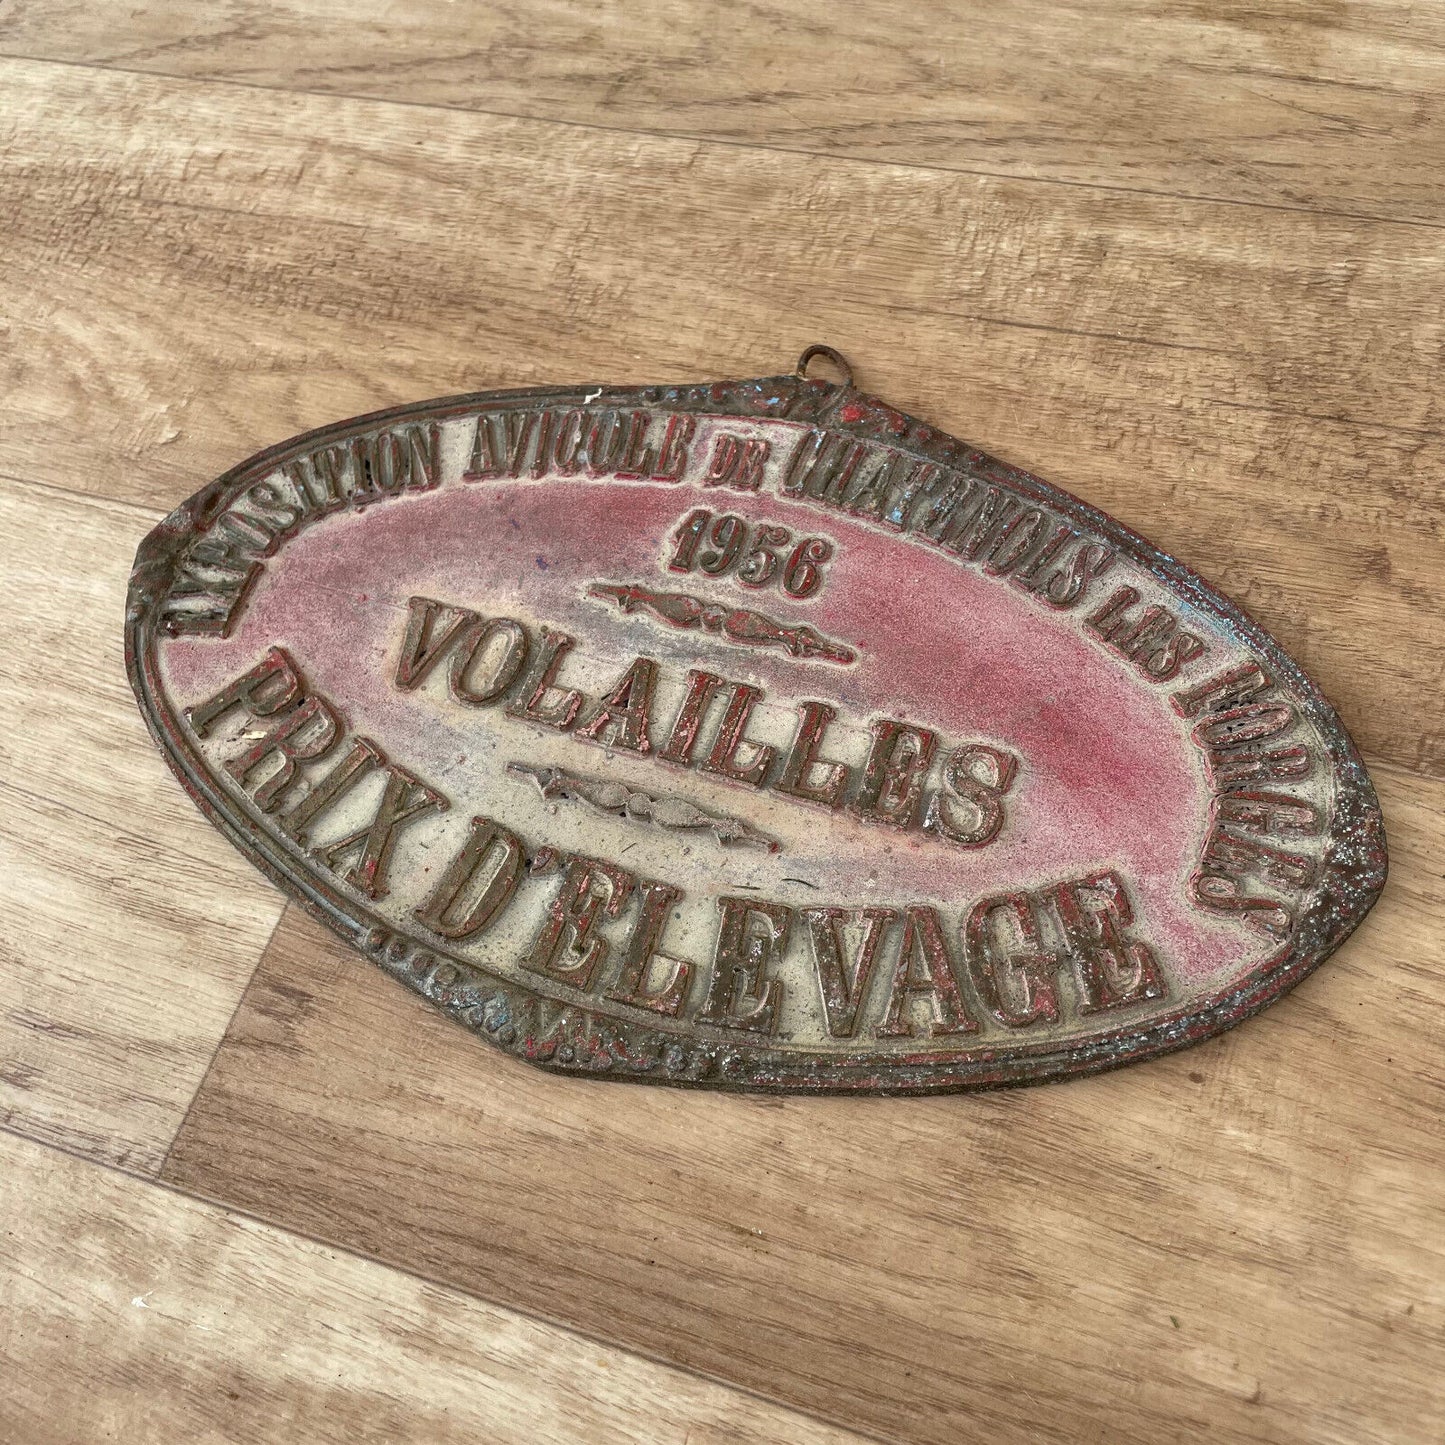 EXPOSITION AVICOLE DE CHATENOIS LES FORGES
1956
VOLAILLES
PRIX D'ELEVAGE